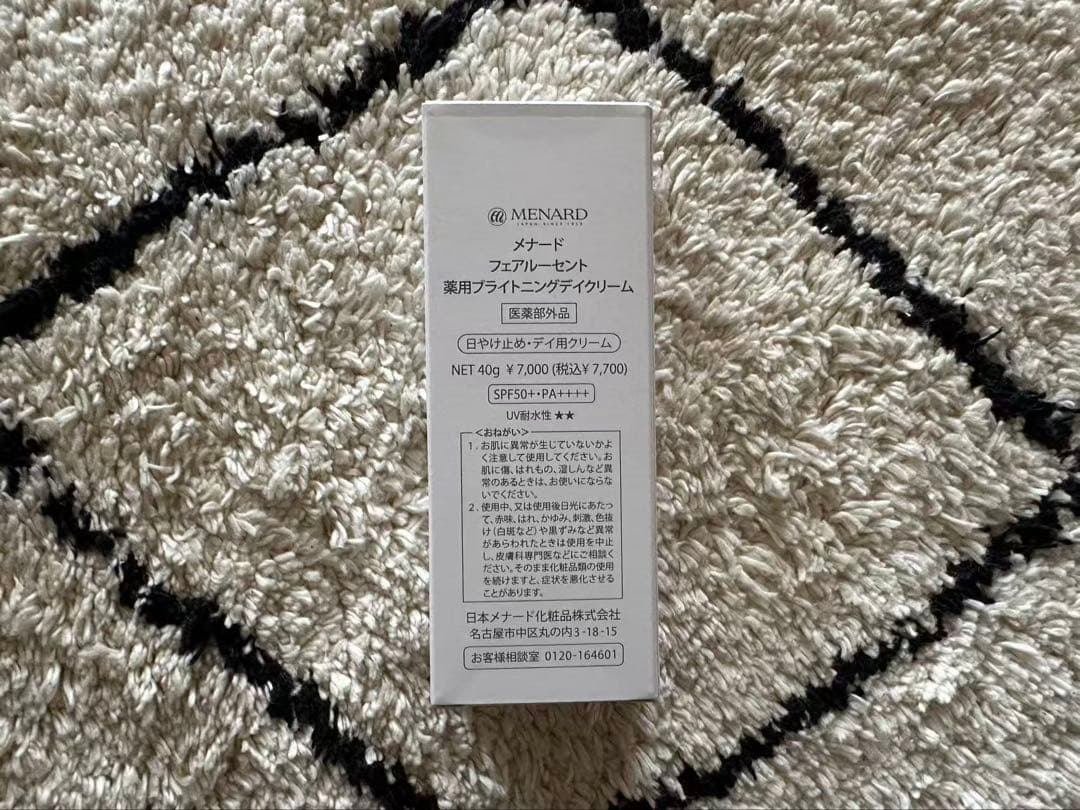 MENARD
JAPAN SINCE 1959
メナード
フェアルーセント
薬用ブライトニングデイクリーム
医薬部外品
日やけ止め・デイ用クリーム
NET 40g ¥7,000 (税込¥7,700)
SPF50+・PA++++
UV耐水性★★
<おねがい>
1. お肌に異常が生じていないかよ
く注意して使用してください。お
肌に傷、はれもの、湿しんなど異
常のあるときは、お使いにならな
いでください。
2. 使用中、又は使用後日光にあたっ
て、赤味、はれ、かゆみ、刺激、色抜
け(白斑など)や黒ずみなど異常
があらわれたときは使用を中止
し、皮膚科専門医などにご相談く
ださい。そのまま化粧品類の使用
を続けますと、症状を悪化させる
ことがあります。
日本メナード化粧品株式会社
名古屋市中区丸の内3-18-15
お客様相談室 0120-164601